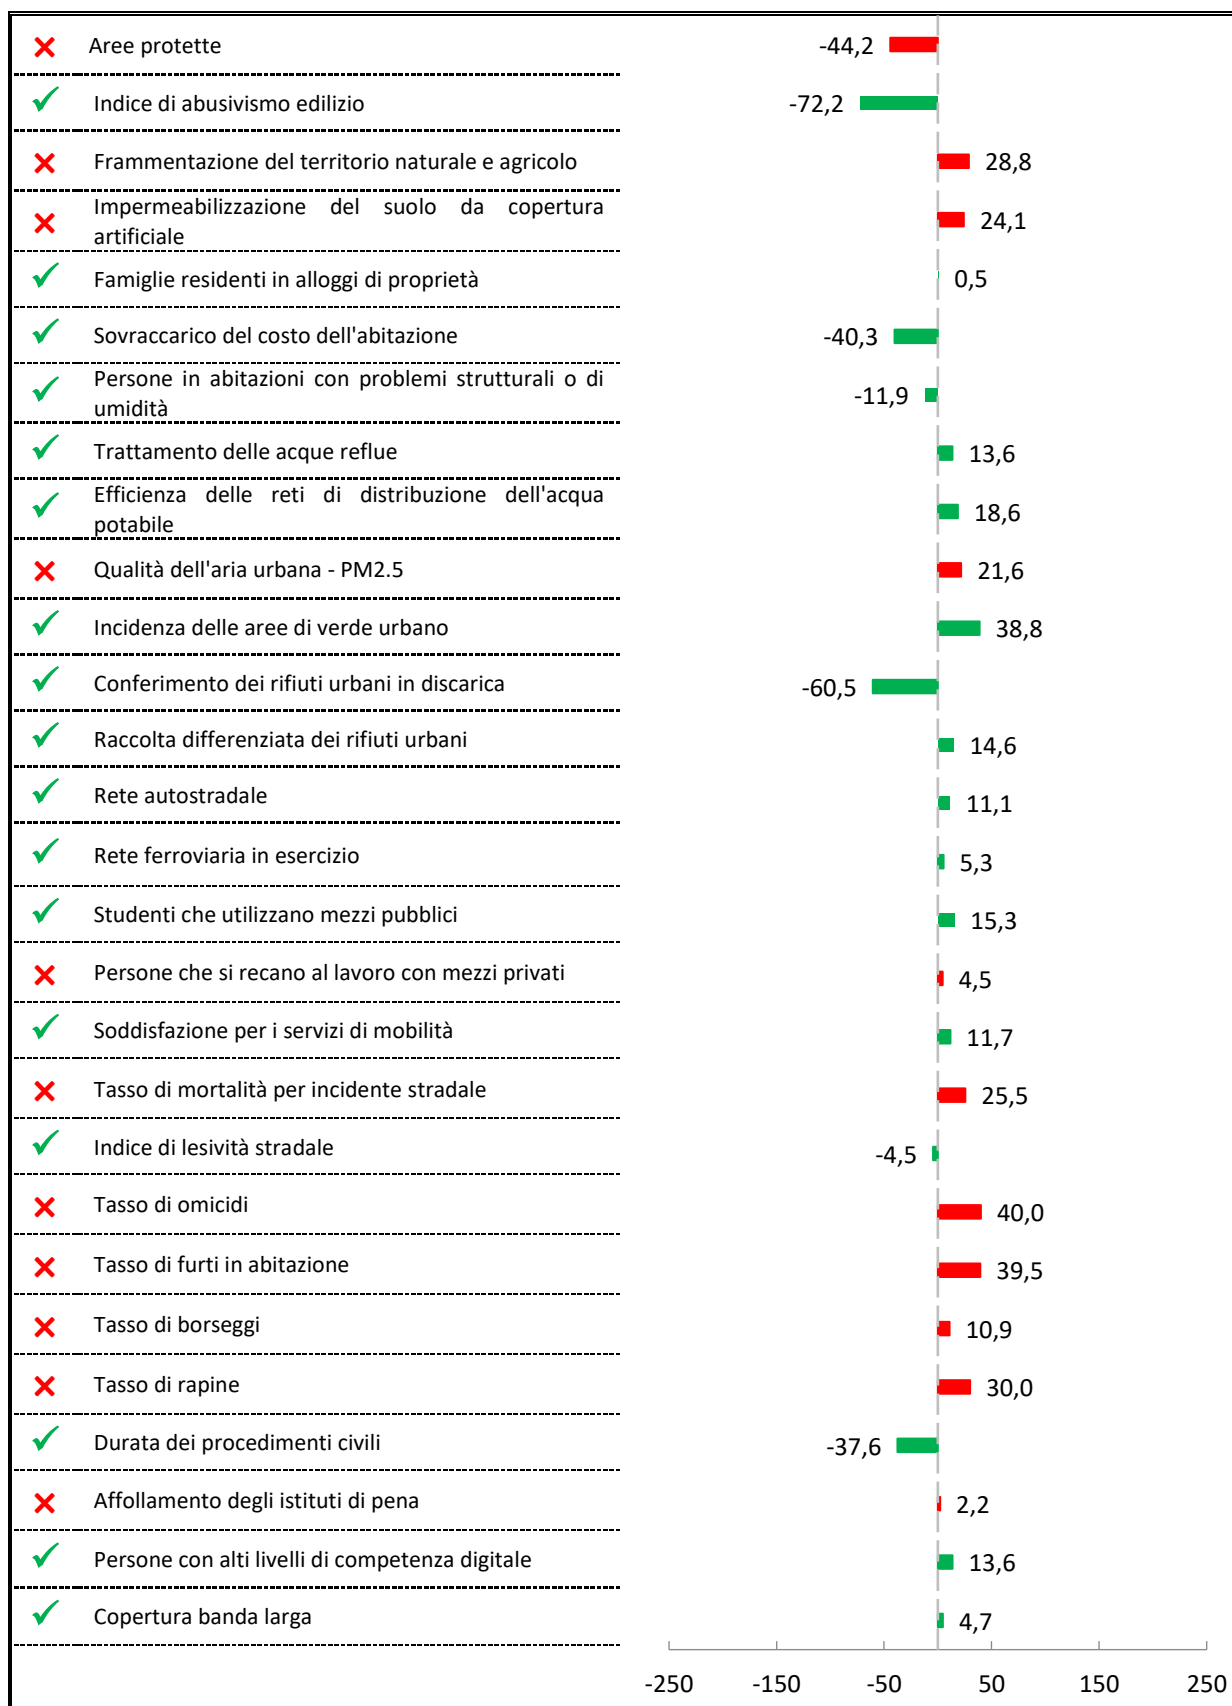 Aree protette -44,2
Indice di abusivismo edilizio -72,2
Frammentazione del territorio naturale e agricolo 28,8
Impermeabilizzazione del suolo da copertura
artificiale 24,1
Famiglie residenti in alloggi di proprietà 0,5
Sovraccarico del costo dell'abitazione -40,3
Persone in abitazioni con problemi strutturali o di
umidità -11,9
Trattamento delle acque reflue 13,6
Efficienza delle reti di distribuzione dell'acqua
potabile 18,6
Qualità dell'aria urbana - PM2.5 21,6
Incidenza delle aree di verde urbano 38,8
Conferimento dei rifiuti urbani in discarica -60,5
Raccolta differenziata dei rifiuti urbani 14,6
Rete autostradale 11,1
Rete ferroviaria in esercizio 5,3
Studenti che utilizzano mezzi pubblici 15,3
Persone che si recano al lavoro con mezzi privati 4,5
Soddisfazione per i servizi di mobilità 11,7
Tasso di mortalità per incidente stradale 25,5
Indice di lesività stradale -4,5
Tasso di omicidi 40,0
Tasso di furti in abitazione 39,5
Tasso di borseggi 10,9
Tasso di rapine 30,0
Durata dei procedimenti civili -37,6
Affollamento degli istituti di pena 2,2
Persone con alti livelli di competenza digitale 13,6
Copertura banda larga 4,7
-250 -150 -50 50 150 250